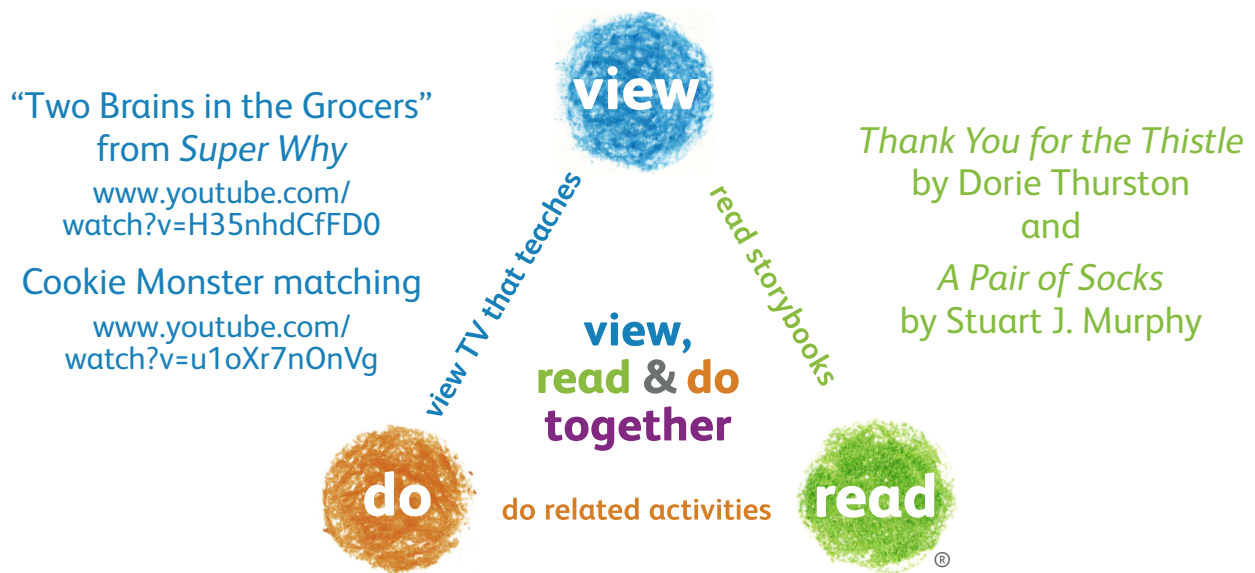 view
“Two Brains in the Grocers”
from Super Why
www.youtube.com/
watch?v=H35nhdCfFD0
Cookie Monster matching
www.youtube.com/
watch?v=u1oXr7nOnVg
view TV that teaches
read storybooks
Thank You for the Thistle
by Dorie Thurston
and
A Pair of Socks
by Stuart J. Murphy
view,
read & do
together
do
do related activities
read
®